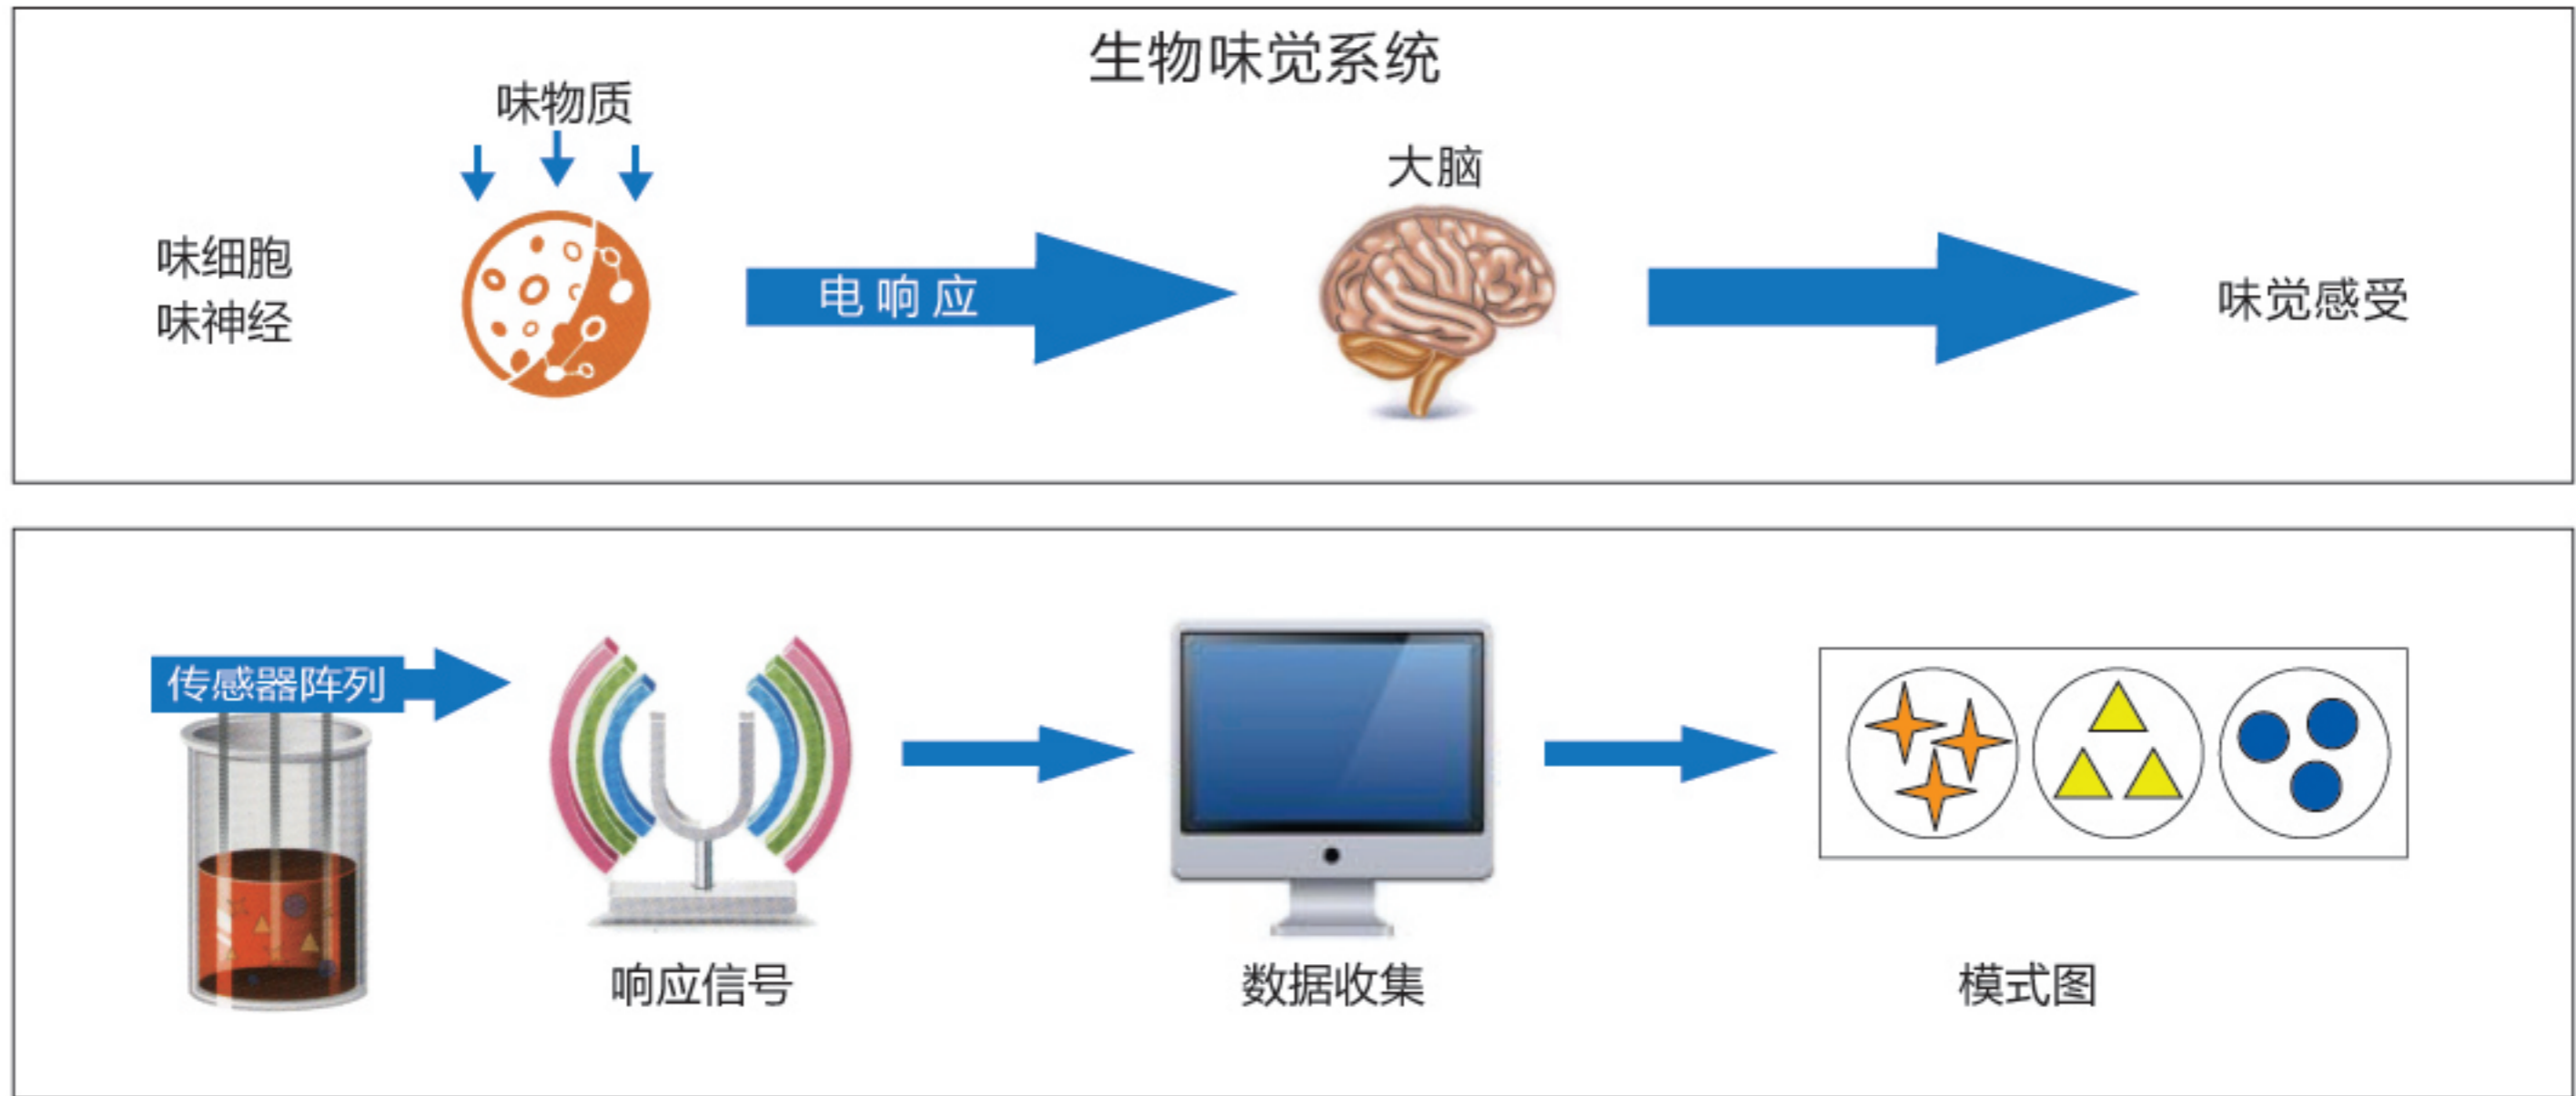 生物味觉系统
味物质
大脑
味细胞
味神经
电响应
味觉感受
传感器阵列
响应信号
数据收集
模式图